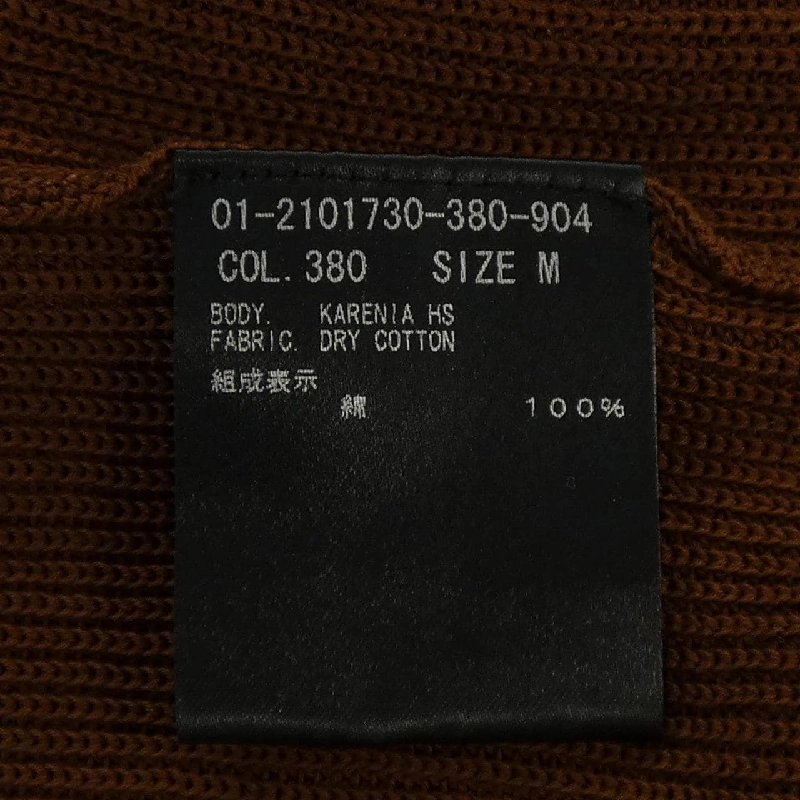 01-2101730-380-904
COL. 380 SIZE M
BODY. KARENIA HS
FABRIC. DRY COTTON
組成表示
綿 100%